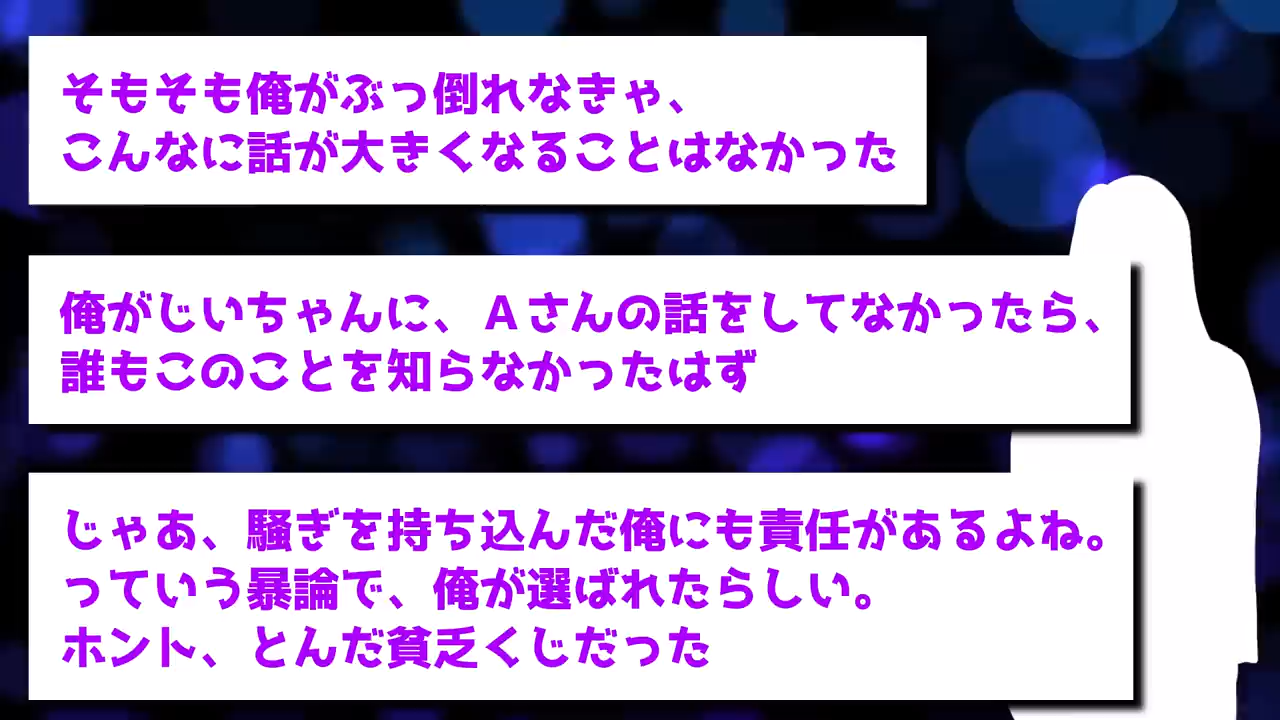 そもそも俺がぶっ倒れなきゃ、
こんなに話が大きくなることはなかった
俺がじいちゃんに、Ａさんの話をしてなかったら、
誰もこのことを知らなかったはず
じゃあ、騒ぎを持ち込んだ俺にも責任があるよね。
っていう暴論で、俺が選ばれたらしい。
ホント、とんだ貧乏くじだった